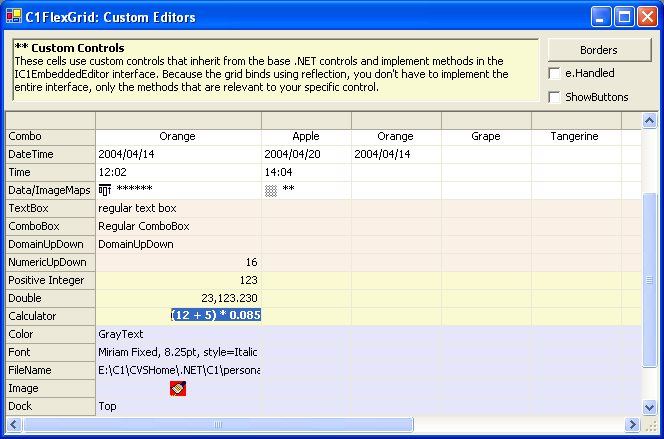 C1FlexGrid: Custom Editors
** Custom Controls
These cells use custom controls that inherit from the base .NET controls and implement methods in the
IC1EmbeddedEditor interface. Because the grid binds using reflection, you don't have to implement the
entire interface, only the methods that are relevant to your specific control.
Borders
e.Handled
ShowButtons
Combo Orange Apple Orange Grape Tangerine
DateTime 2004/04/14 2004/04/20 2004/04/14
Time 12:02 14:04
Data/ImageMaps ****** **
TextBox regular text box
ComboBox Regular ComboBox
DomainUpDown DomainUpDown
NumericUpDown 16
Positive Integer 123
Double 23,123.230
Calculator (12 + 5) * 0.085
Color GrayText
Font Miriam Fixed, 8.25pt, style=Italic
FileName E:\C1\CVSHome\.NET\C1\persona
Image
Dock Top